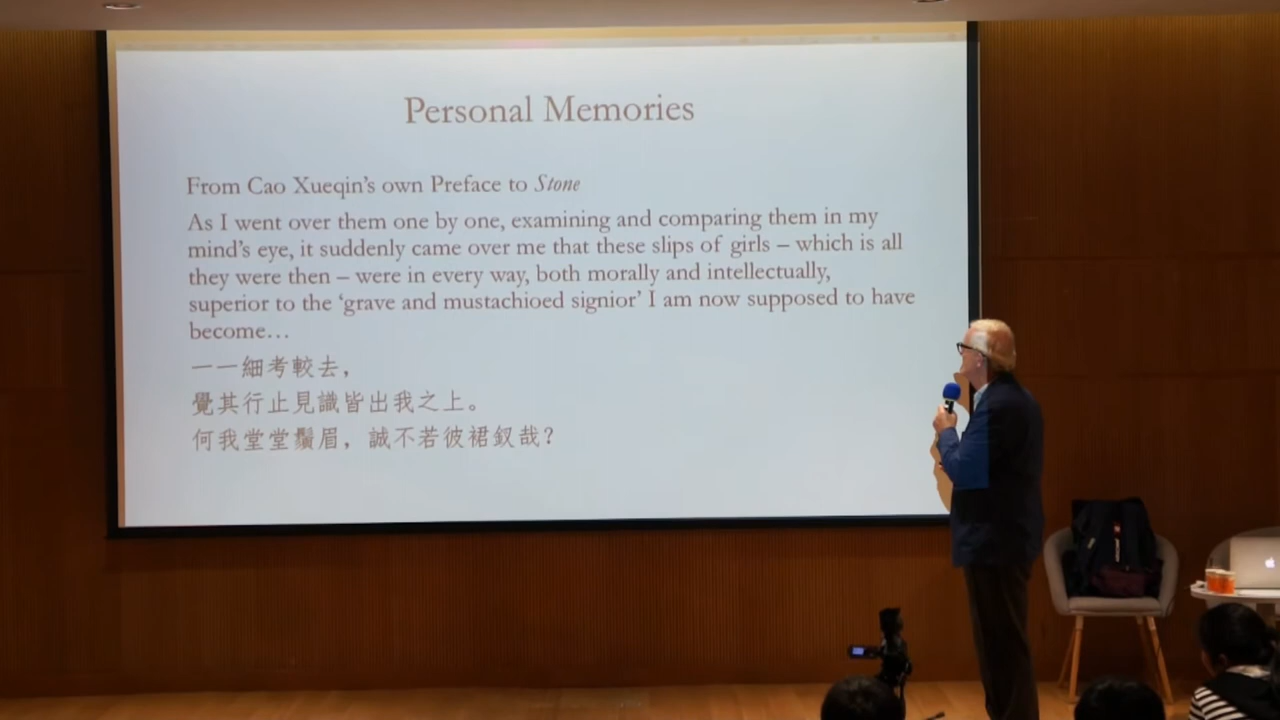 Personal Memories
From Cao Xueqin's own Preface to Stone
As I went over them one by one, examining and comparing them in my
mind's eye, it suddenly came over me that these slips of girls – which is all
they were then – were in every way, both morally and intellectually,
superior to the 'grave and mustachioed signior' I am now supposed to have
become…
一一細考較去，
覺其行止見識皆出我之上。
何我堂堂鬚眉，誠不若彼裙釵哉？